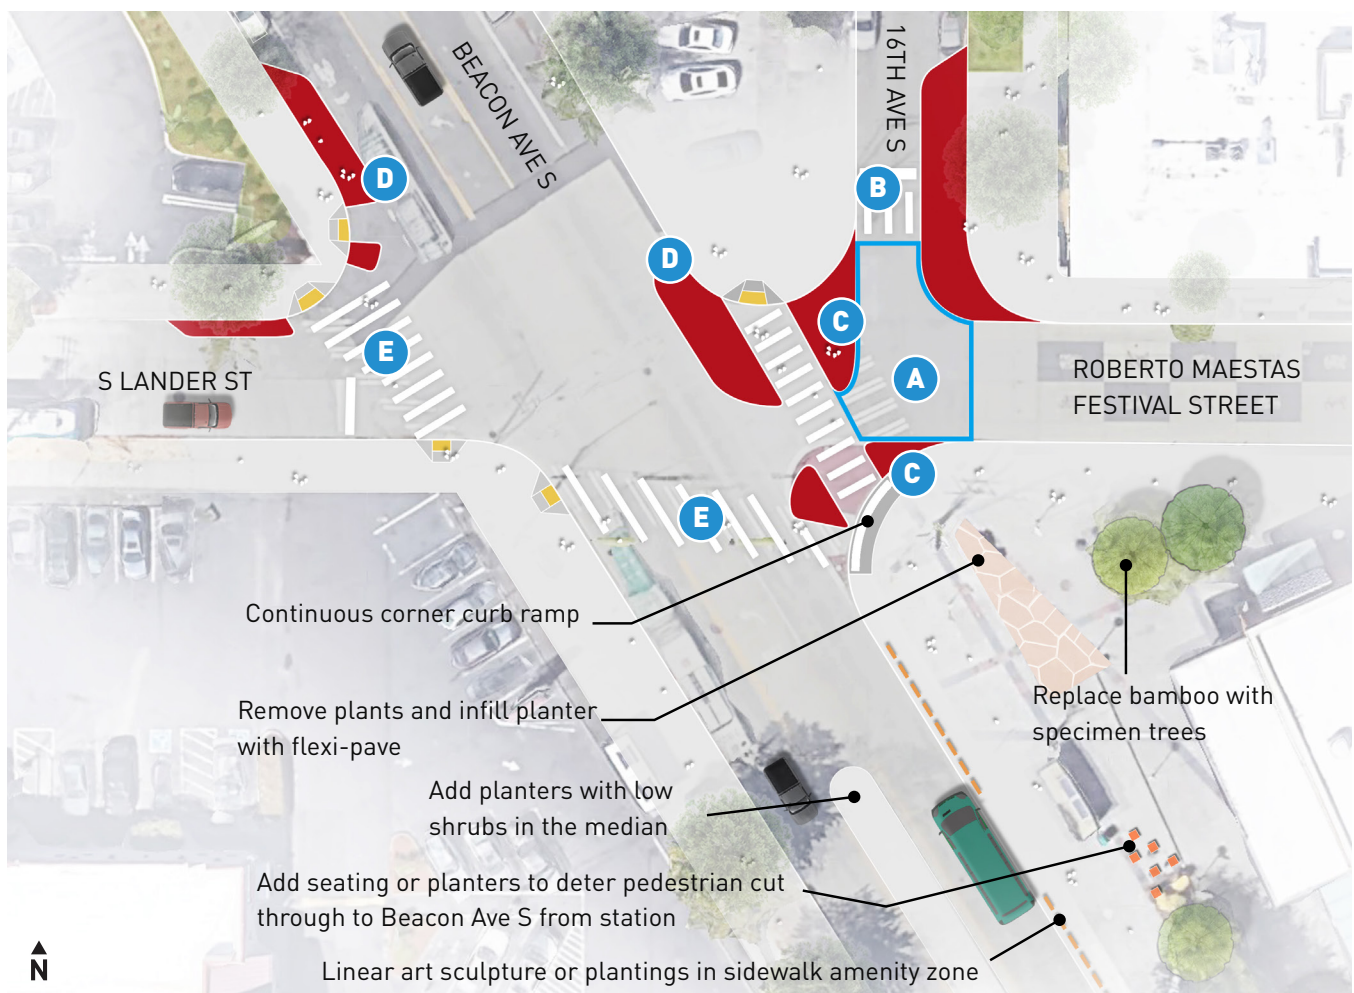 BEACON AVE S
16TH AVE S
D
B
D
C
E
A
S LANDER ST
ROBERTO MAESTAS
FESTIVAL STREET
C
E
Continuous corner curb ramp
Remove plants and infill planter
with flexi-pave
Replace bamboo with
specimen trees
Add planters with low
shrubs in the median
Add seating or planters to deter pedestrian cut
through to Beacon Ave S from station
Linear art sculpture or plantings in sidewalk amenity zone
N